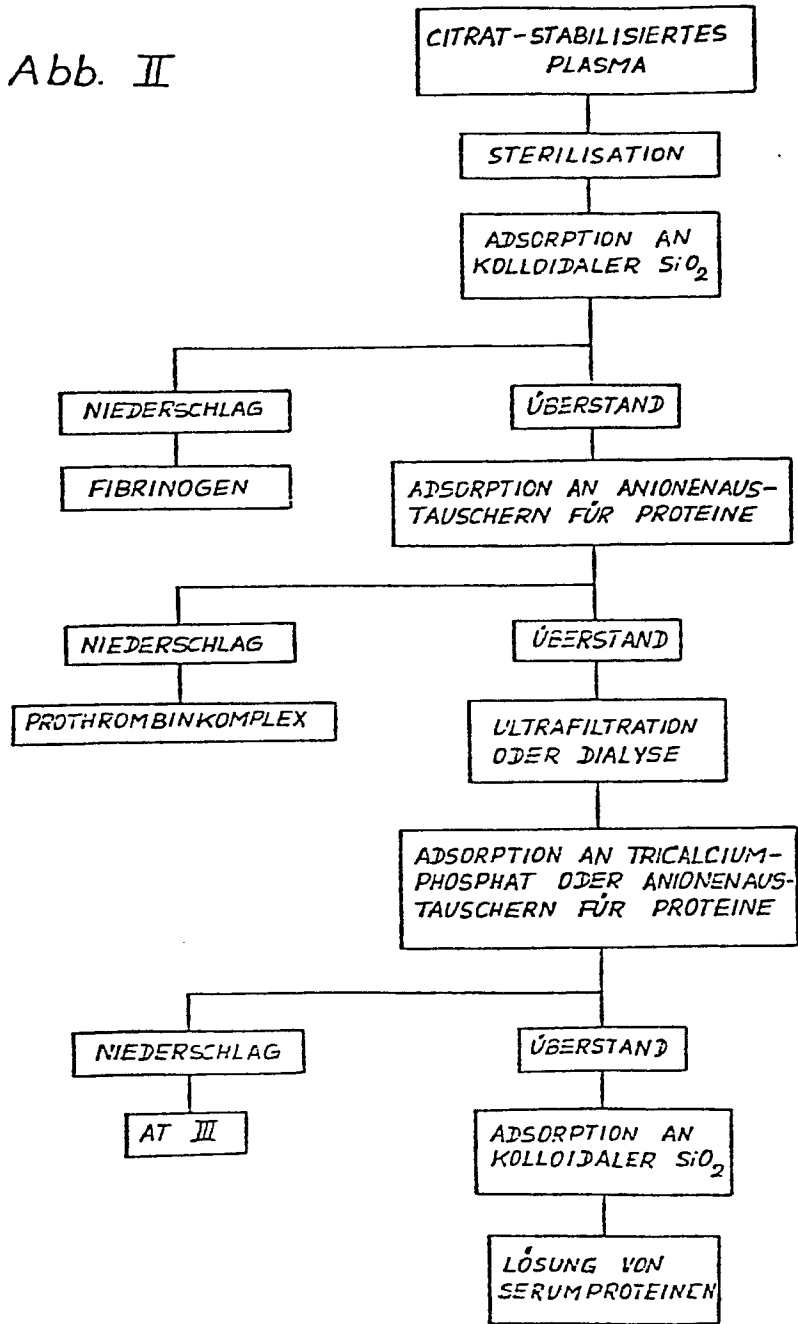 Abb. II
CITRAT-STABILISIERTES
PLASMA
STERILISATION
ADSORPTION AN
KOLLOIDALER SiO2
NIEDERSCHLAG
ÜBERSTAND
FIBRINOGEN
ADSORPTION AN ANIONENAUS-
TAUSCHERN FÜR PROTEINE
NIEDERSCHLAG
ÜBERSTAND
PROTHROMBINKOMPLEX
ULTRAFILTRATION
ODER DIALYSE
ADSORPTION AN TRICALCIUM-
PHOSPHAT ODER ANIONENAUS-
TAUSCHERN FÜR PROTEINE
NIEDERSCHLAG
ÜBERSTAND
AT III
ADSORPTION AN
KOLLOIDALER SiO2
LÖSUNG VON
SERUMPROTEINEN